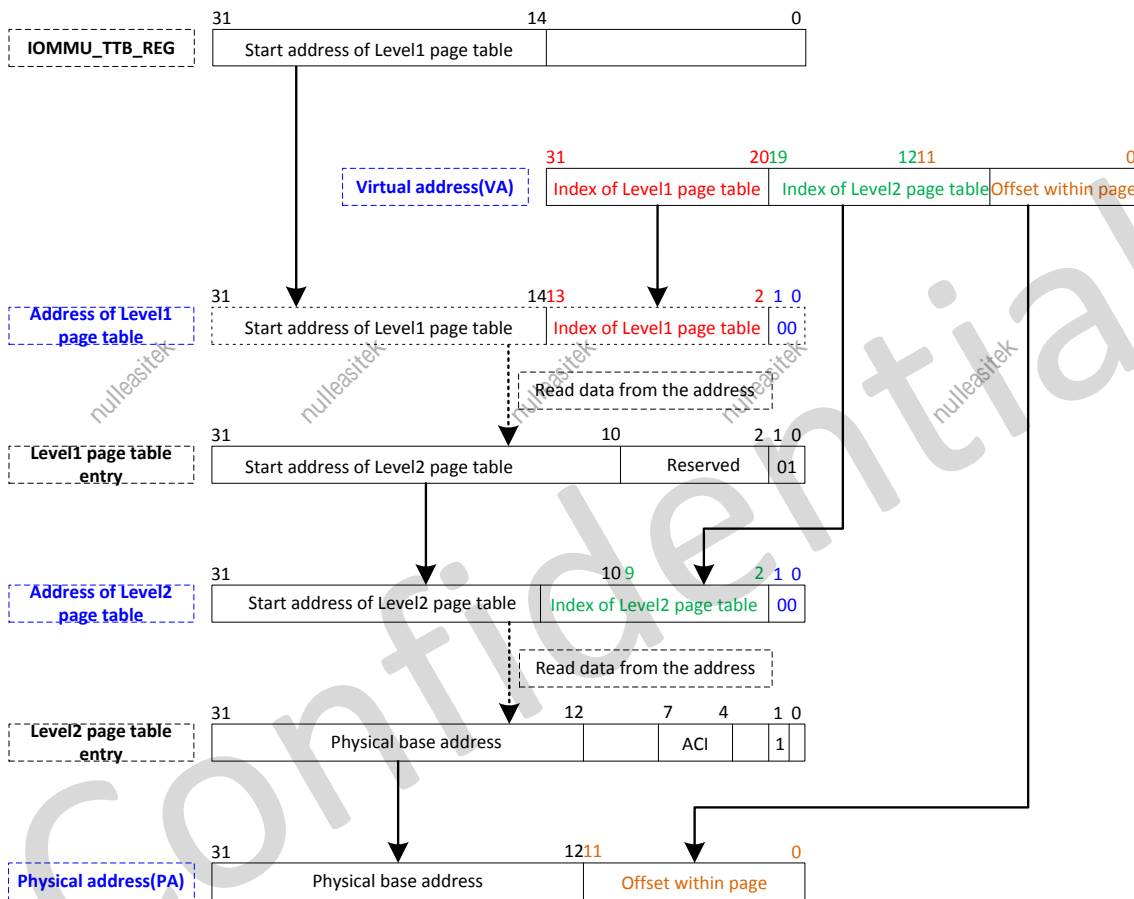 31 14 0
IOMMU_TTB_REG Start address of Level1 page table
31 20 19 12 11 0
Virtual address(VA) Index of Level1 page table Index of Level2 page table Offset within page
31 14 13 2 1 0
Address of Level1
page table
Start address of Level1 page table Index of Level1 page table 00
nulleasitek nulleasitek nulleasitek nulleasitek nulleasitek
Read data from the address
31 10 2 1 0
Level1 page table
entry
Start address of Level2 page table Reserved 01
31 10 9 2 1 0
Address of Level2
page table
Start address of Level2 page table Index of Level2 page table 00
Read data from the address
31 12 7 4 1 0
Level2 page table
entry
Physical base address ACI 1
31 12 11 0
Physical address(PA) Physical base address Offset within page
Confidential